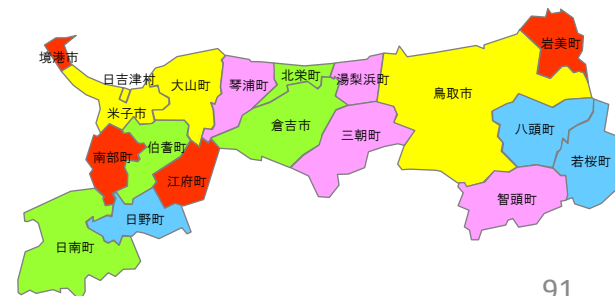 境港市
岩美町
日吉津村
大山町
琴浦町
北栄町
湯梨浜町
鳥取市
米子市
倉吉市
八頭町
三朝町
南部町
伯耆町
若桜町
江府町
智頭町
日野町
日南町
91